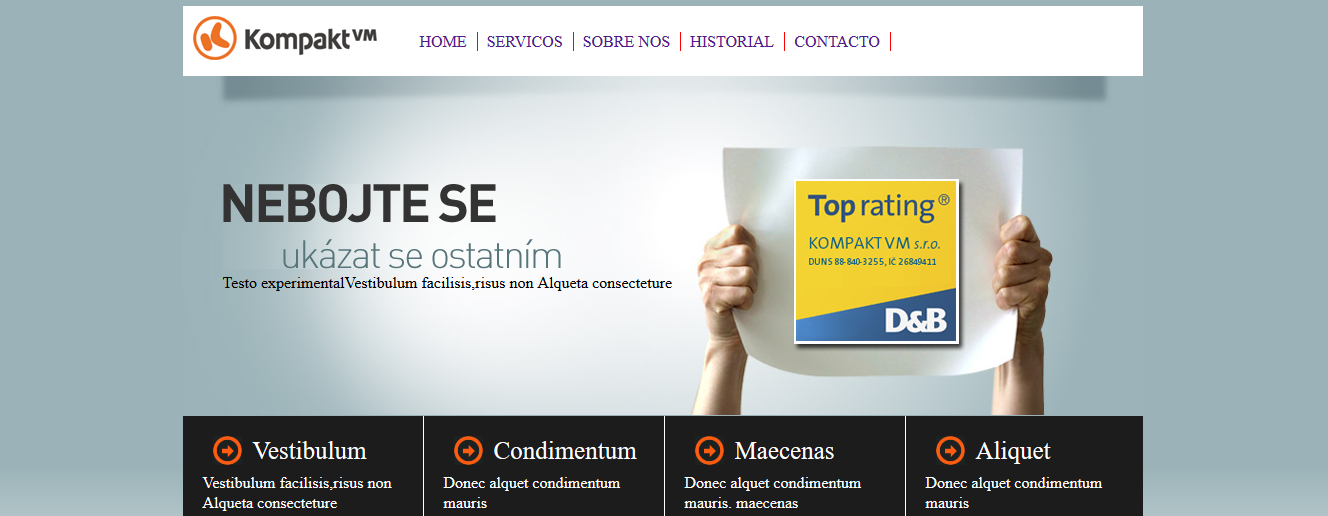 Kompakt VM
HOME SERVICOS SOBRE NOS HISTORIAL CONTACTO
NEBOJTE SE
ukázat se ostatním
Testo experimentalVestibulum facilisis,risus non Alqueta consecteture
Top rating®
KOMPAKT VM s.r.o.
DUNS 88-840-3255, IČ 26849411
D&B
Vestibulum
Vestibulum facilisis,risus non
Alqueta consecteture
Condimentum
Donec alquet condimentum
mauris
Maecenas
Donec alquet condimentum
mauris. maecenas
Aliquet
Donec alquet condimentum
mauris